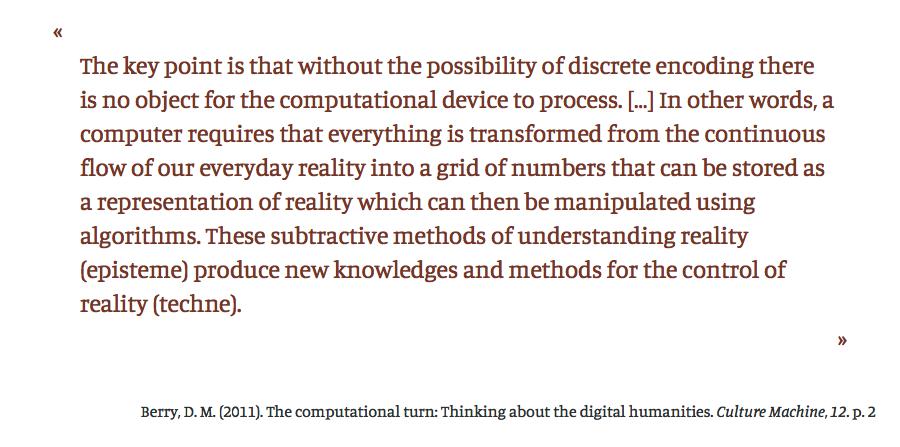 «
The key point is that without the possibility of discrete encoding there
is no object for the computational device to process. [...] In other words, a
computer requires that everything is transformed from the continuous
flow of our everyday reality into a grid of numbers that can be stored as
a representation of reality which can then be manipulated using
algorithms. These subtractive methods of understanding reality
(episteme) produce new knowledges and methods for the control of
reality (techne).
»
Berry, D. M. (2011). The computational turn: Thinking about the digital humanities. Culture Machine, 12. p. 2